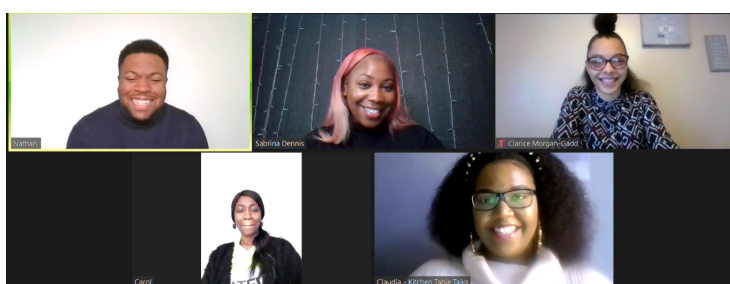 Nathan
Sabrina Dennis
Clarice Morgan-Gadd
Carol
Claudia - Kitchen Table Talks